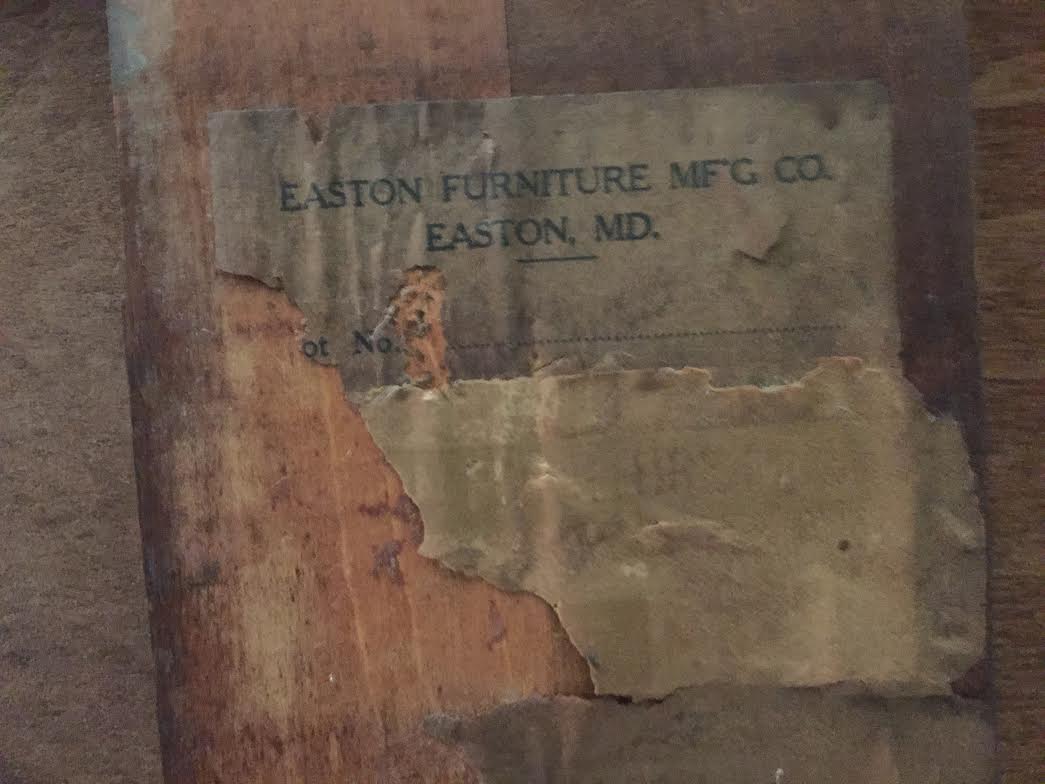 EASTON FURNITURE MF'G CO.
EASTON, MD.
ot No.